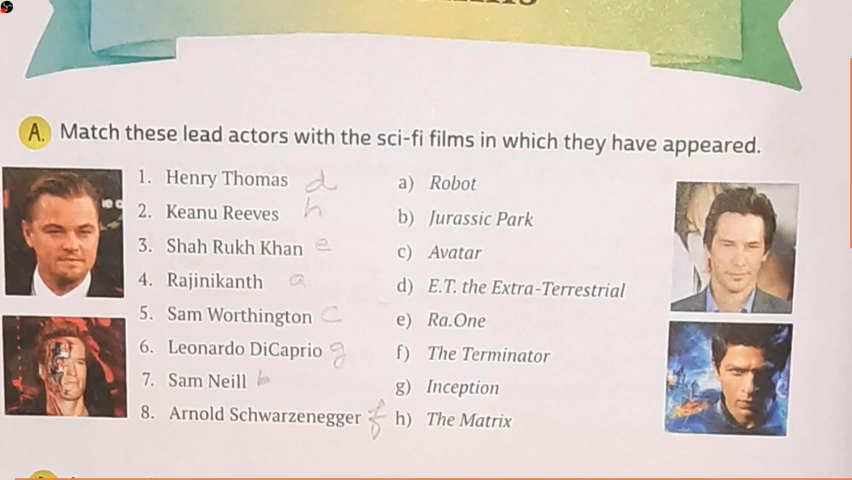 A. Match these lead actors with the sci-fi films in which they have appeared.
1. Henry Thomas d a) Robot
2. Keanu Reeves h b) Jurassic Park
3. Shah Rukh Khan e c) Avatar
4. Rajinikanth a d) E.T. the Extra-Terrestrial
5. Sam Worthington c e) Ra.One
6. Leonardo DiCaprio g f) The Terminator
7. Sam Neill b g) Inception
8. Arnold Schwarzenegger f h) The Matrix